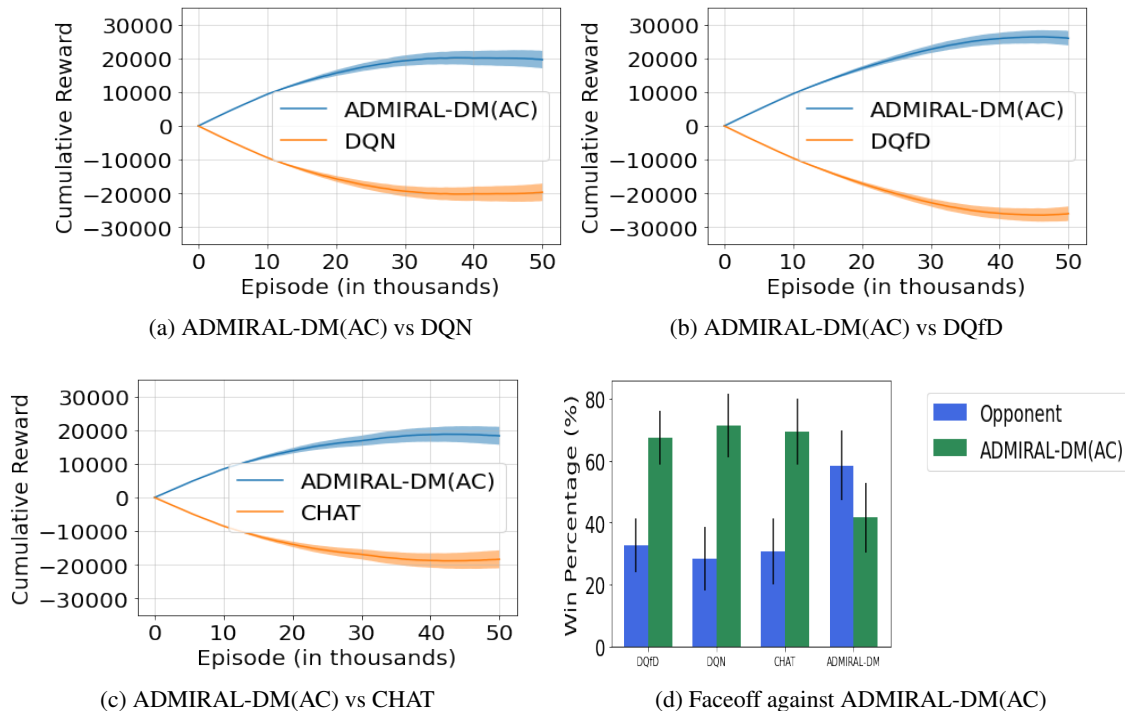 Cumulative Reward
30000
20000
10000
0
−10000
−20000
−30000
ADMIRAL-DM(AC)
DQN
0 10 20 30 40 50
Episode (in thousands)
(a) ADMIRAL-DM(AC) vs DQN
Cumulative Reward
30000
20000
10000
0
−10000
−20000
−30000
ADMIRAL-DM(AC)
DQfD
0 10 20 30 40 50
Episode (in thousands)
(b) ADMIRAL-DM(AC) vs DQfD
Cumulative Reward
30000
20000
10000
0
−10000
−20000
−30000
ADMIRAL-DM(AC)
CHAT
0 10 20 30 40 50
Episode (in thousands)
(c) ADMIRAL-DM(AC) vs CHAT
Win Percentage (%)
80
60
40
20
0
DQfD DQN CHAT ADMIRAL-DM
Opponent
ADMIRAL-DM(AC)
(d) Faceoff against ADMIRAL-DM(AC)